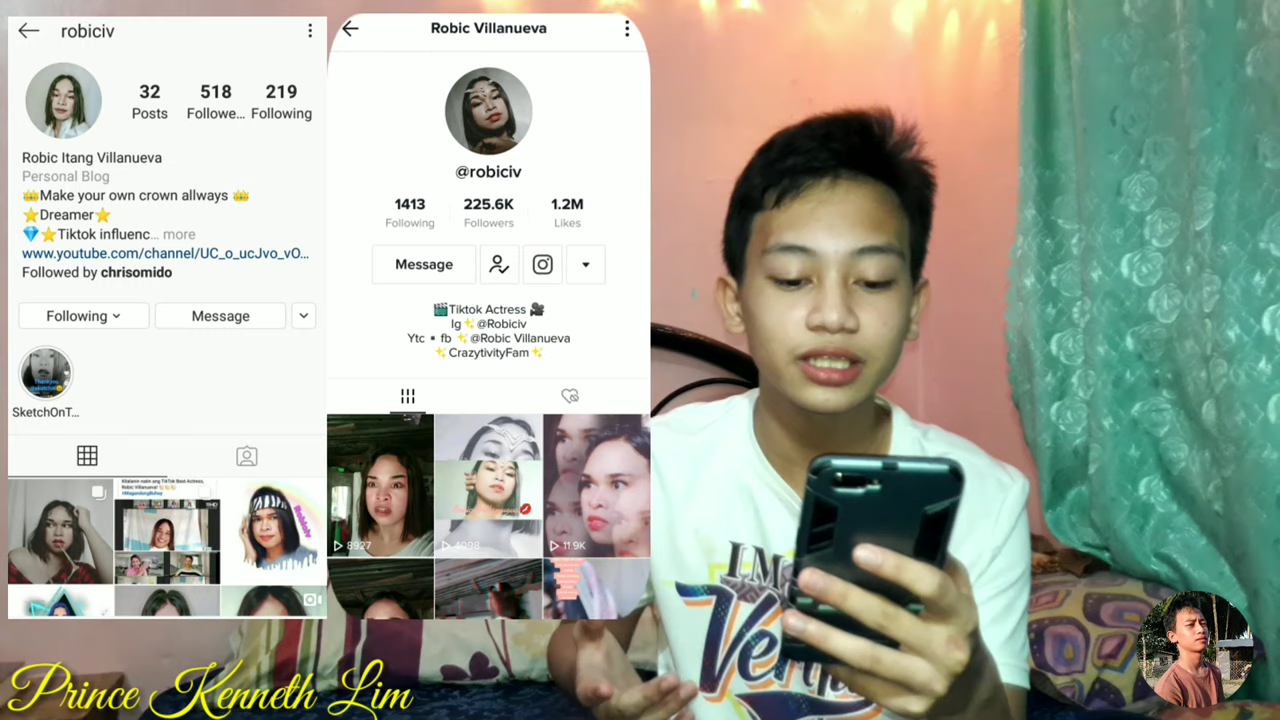 robiciv
32
518
219
Posts
Followe...
Following
Robic Itang Villanueva
Personal Blog
👑Make your own crown allways 👑
⭐Dreamer⭐
💎⭐Tiktok influenc... more
www.youtube.com/channel/UC_o_ucJvo_vO...
Followed by chrisomido
Following
Message
SketchOnT...
Robic Villanueva
@robiciv
1413
225.6K
1.2M
Following
Followers
Likes
Message
🎬Tiktok Actress 🎥
Ig✨@Robiciv
Ytc ▪ fb ✨@Robic Villanueva
✨CrazytivityFam✨
8927
4098
11.9K
I'M
Prince Kenneth Lim